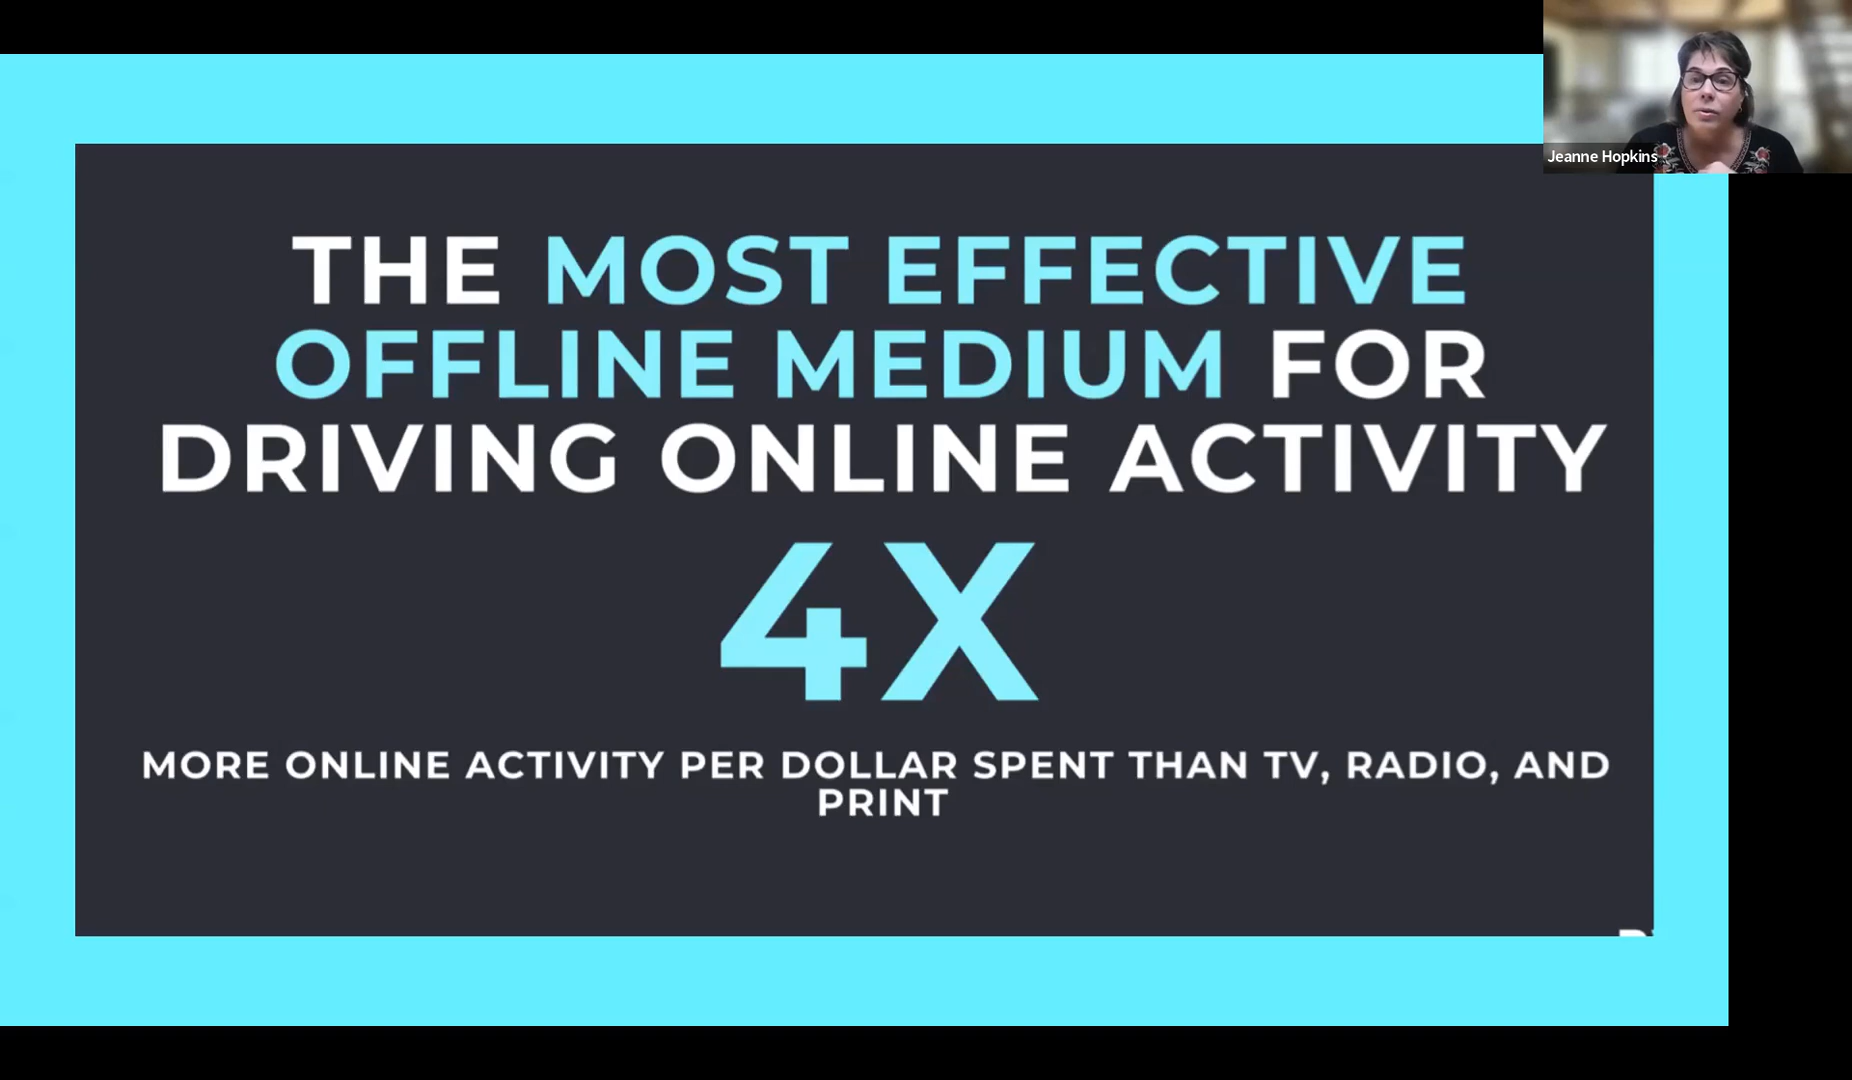 Jeanne Hopkins
THE MOST EFFECTIVE
OFFLINE MEDIUM FOR
DRIVING ONLINE ACTIVITY
4X
MORE ONLINE ACTIVITY PER DOLLAR SPENT THAN TV, RADIO, AND
PRINT